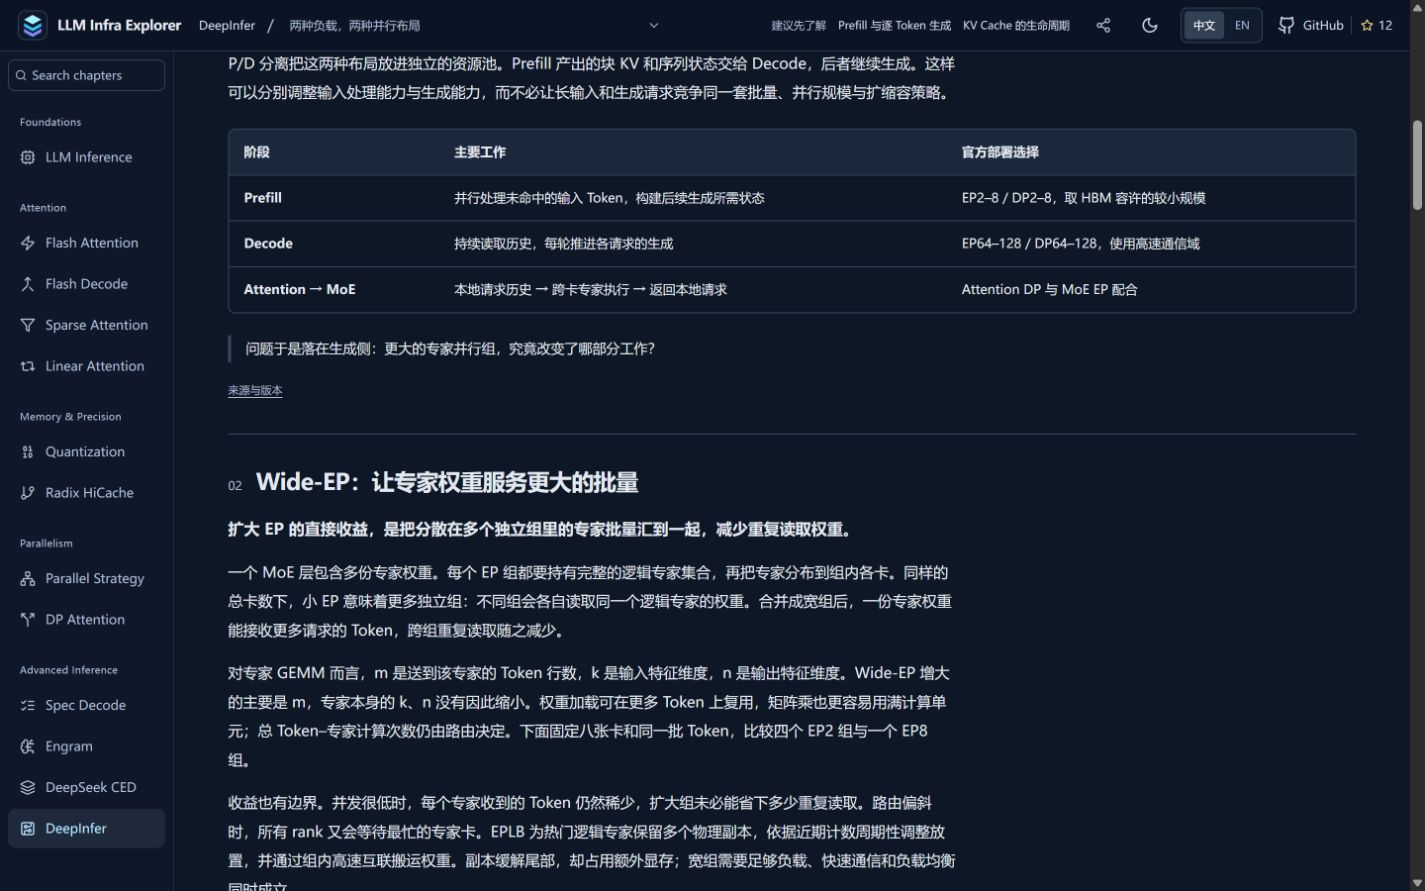 LLM Infra Explorer
DeepInfer / 两种负载，两种并行布局
建议先了解 Prefill 与逐 Token 生成 KV Cache 的生命周期
中文 EN
GitHub
12
Search chapters
Foundations
LLM Inference
Attention
Flash Attention
Flash Decode
Sparse Attention
Linear Attention
Memory & Precision
Quantization
Radix HiCache
Parallelism
Parallel Strategy
DP Attention
Advanced Inference
Spec Decode
Engram
DeepSeek CED
DeepInfer
P/D 分离把这两种布局放进独立的资源池。Prefill 产出的块 KV 和序列状态交给 Decode，后者继续生成。这样
可以分别调整输入处理能力与生成能力，而不必让长输入和生成请求竞争同一套批量、并行规模与扩缩容策略。
阶段 主要工作 官方部署选择
Prefill 并行处理未命中的输入 Token，构建后续生成所需状态 EP2–8 / DP2–8，取 HBM 容许的较小规模
Decode 持续读取历史，每轮推进各请求的生成 EP64–128 / DP64–128，使用高速通信域
Attention → MoE 本地请求历史 → 跨卡专家执行 → 返回本地请求 Attention DP 与 MoE EP 配合
问题于是落在生成侧：更大的专家并行组，究竟改变了哪部分工作？
来源与版本
02 Wide-EP：让专家权重服务更大的批量
扩大 EP 的直接收益，是把分散在多个独立组里的专家批量汇到一起，减少重复读取权重。
一个 MoE 层包含多份专家权重。每个 EP 组都要持有完整的逻辑专家集合，再把专家分布到组内各卡。同样的
总卡数下，小 EP 意味着更多独立组：不同组会各自读取同一个逻辑专家的权重。合并成宽组后，一份专家权重
能接收更多请求的 Token，跨组重复读取随之减少。
对专家 GEMM 而言，m 是送到该专家的 Token 行数，k 是输入特征维度，n 是输出特征维度。Wide-EP 增大
的主要是 m，专家本身的 k、n 没有因此缩小。权重加载可在更多 Token 上复用，矩阵乘也更容易用满计算单
元；总 Token–专家计算次数仍由路由决定。下面固定八张卡和同一批 Token，比较四个 EP2 组与一个 EP8
组。
收益也有边界。并发很低时，每个专家收到的 Token 仍然稀少，扩大组未必能省下多少重复读取。路由偏斜
时，所有 rank 又会等待最忙的专家卡。EPLB 为热门逻辑专家保留多个物理副本，依据近期计数周期性调整放
置，并通过组内高速互联搬运权重。副本缓解尾部，却占用额外显存；宽组需要足够负载、快速通信和负载均衡
同时成立